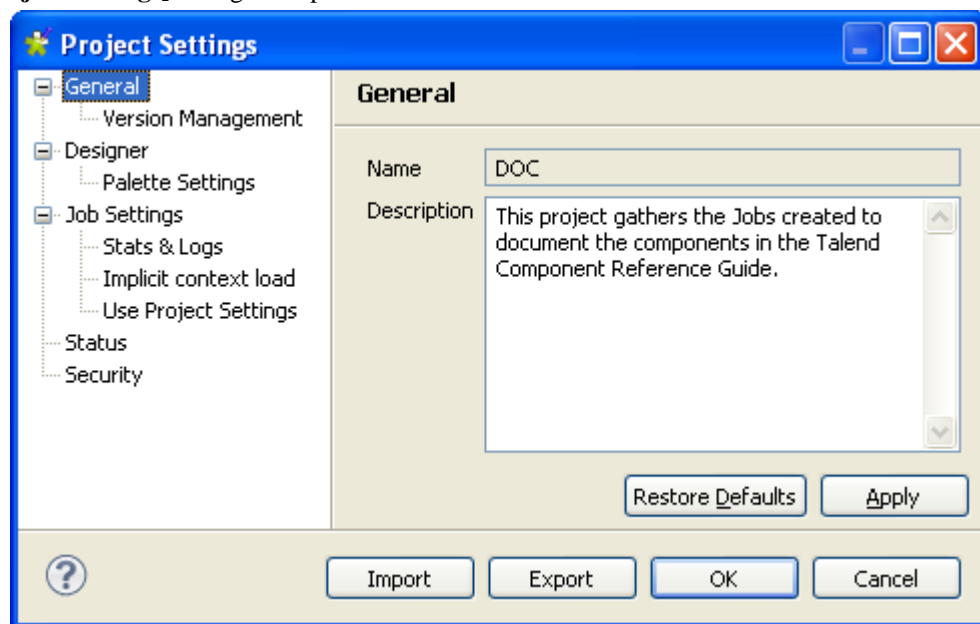 Project Settings
General
Version Management
Designer
Palette Settings
Job Settings
Stats & Logs
Implicit context load
Use Project Settings
Status
Security
General
Name
DOC
Description
This project gathers the Jobs created to
document the components in the Talend
Component Reference Guide.
Restore Defaults
Apply
Import
Export
OK
Cancel